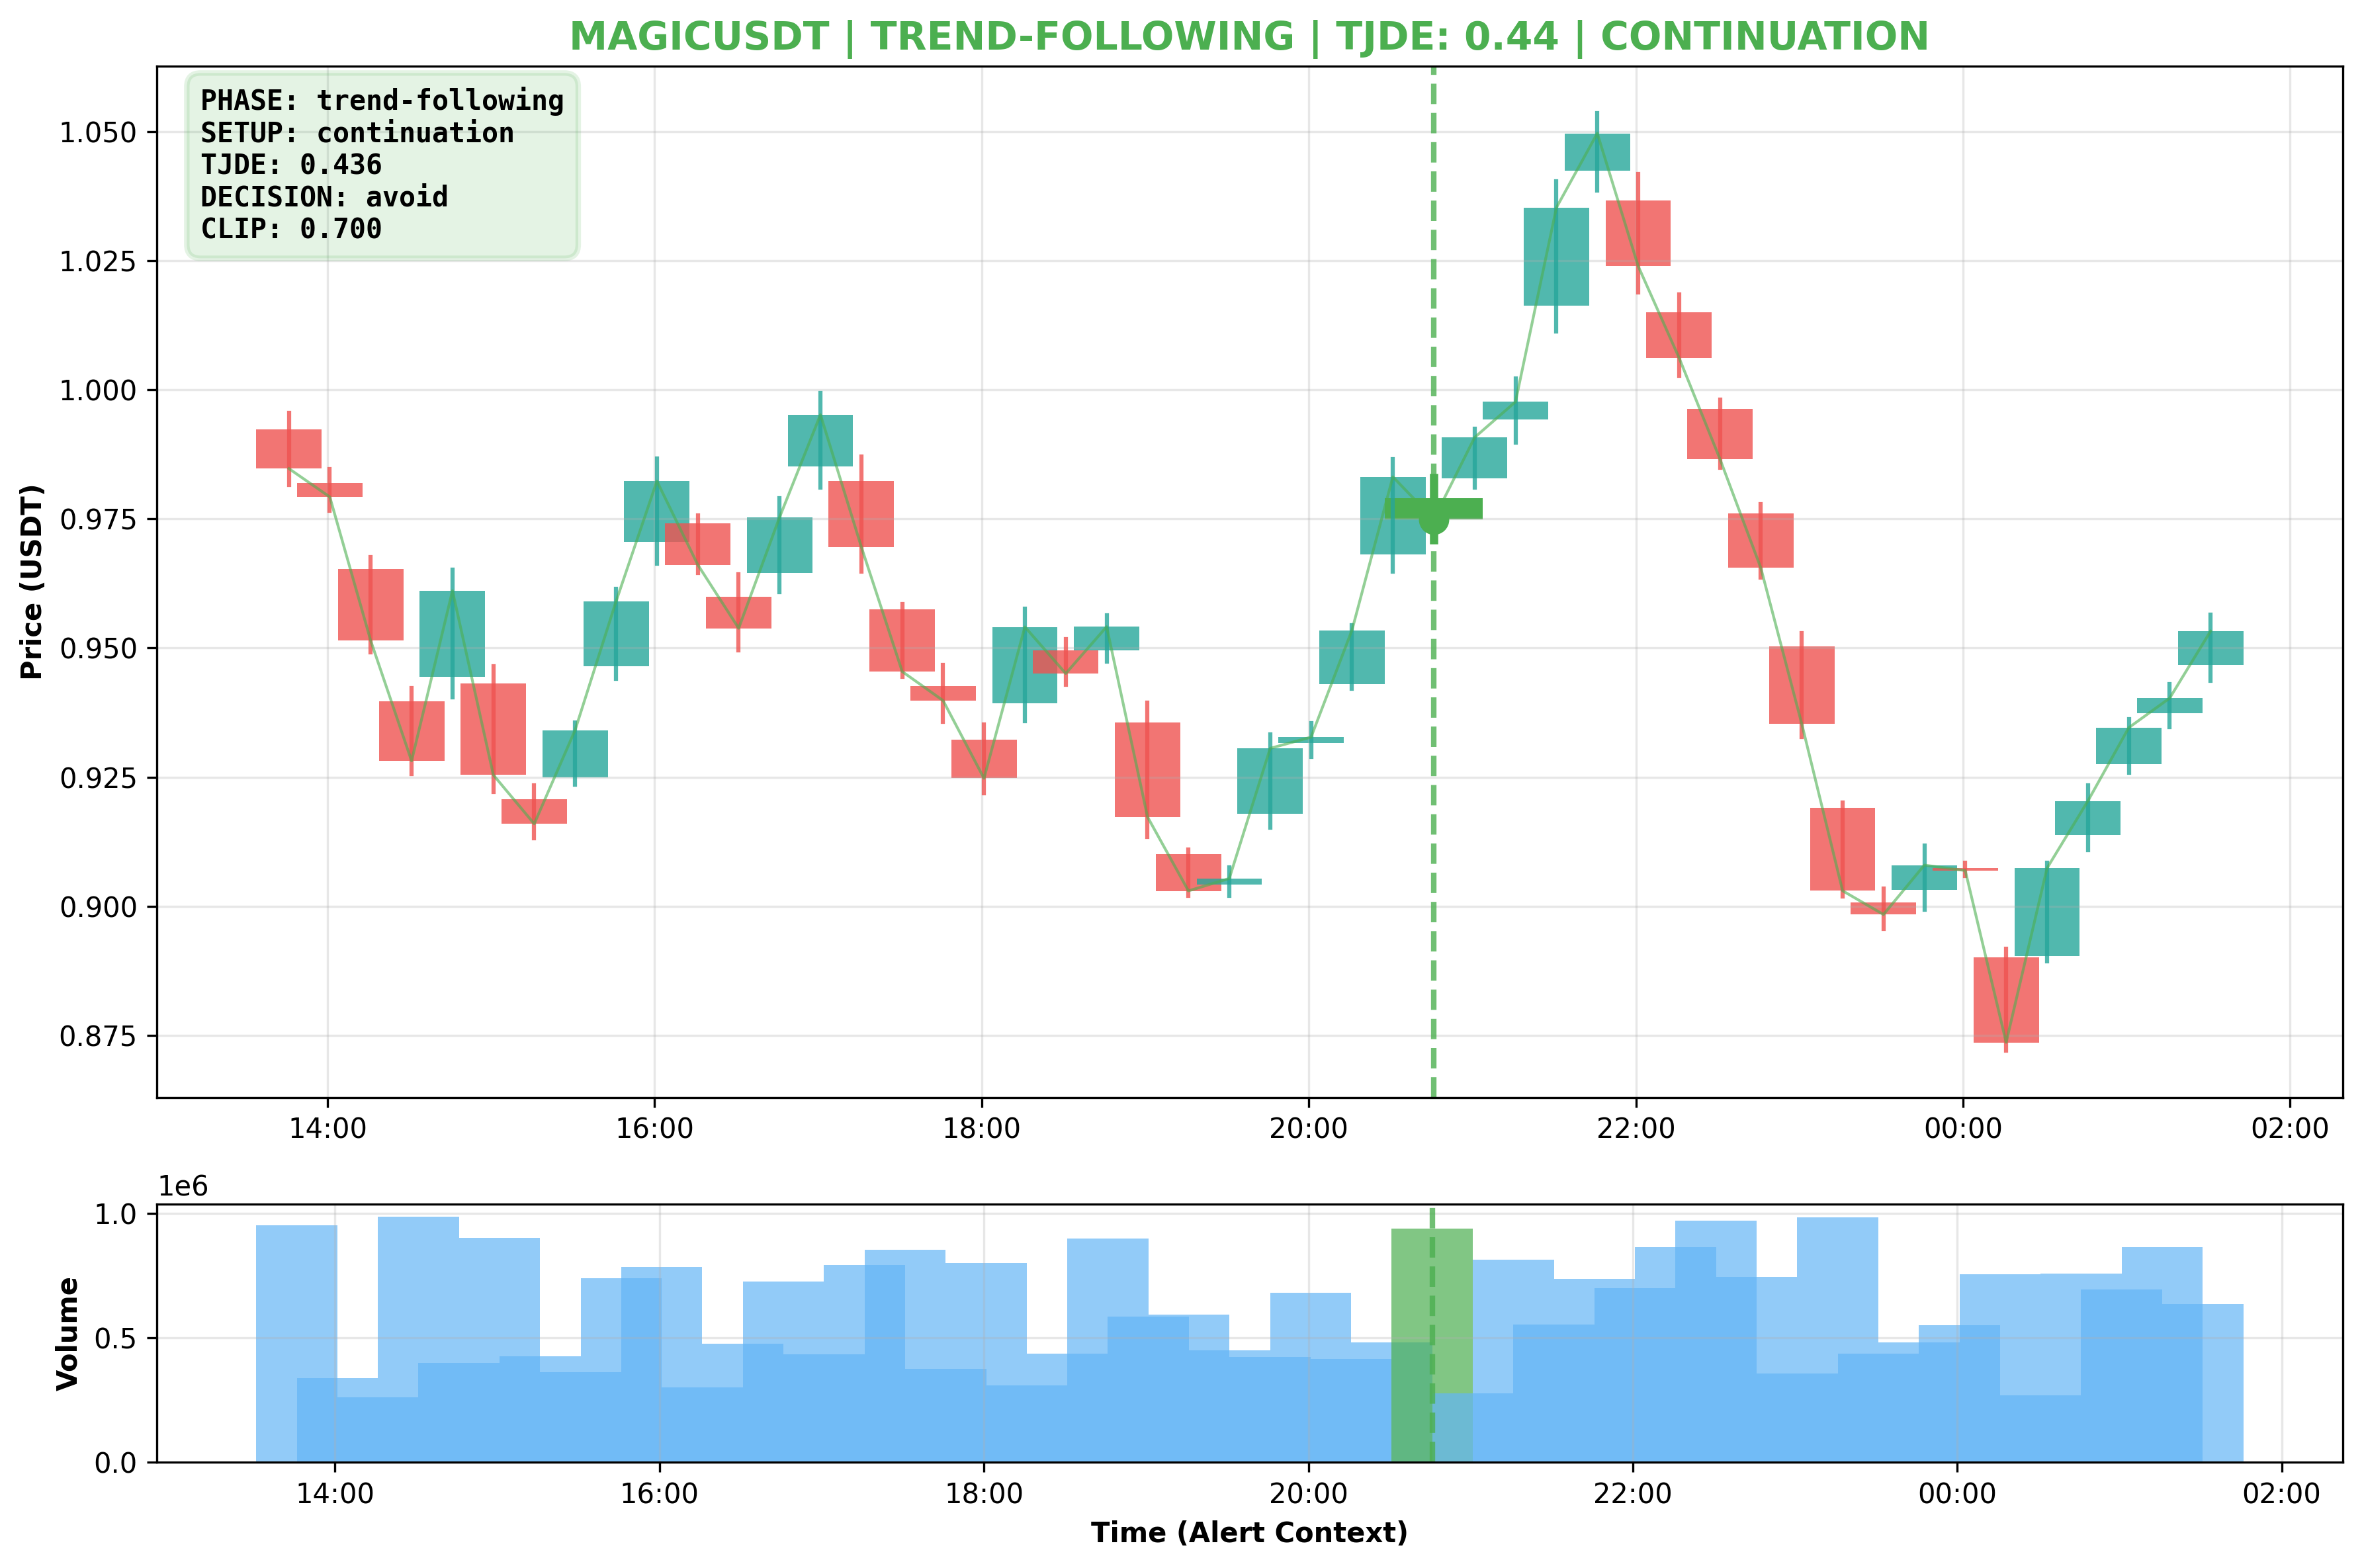 MAGICUSDT | TREND-FOLLOWING | TJDE: 0.44 | CONTINUATION
PHASE: trend-following
SETUP: continuation
TJDE: 0.436
DECISION: avoid
CLIP: 0.700
Price (USDT)
1.050
1.025
1.000
0.975
0.950
0.925
0.900
0.875
14:00 16:00 18:00 20:00 22:00 00:00 02:00
1e6
Volume
1.0
0.5
0.0
14:00 16:00 18:00 20:00 22:00 00:00 02:00
Time (Alert Context)